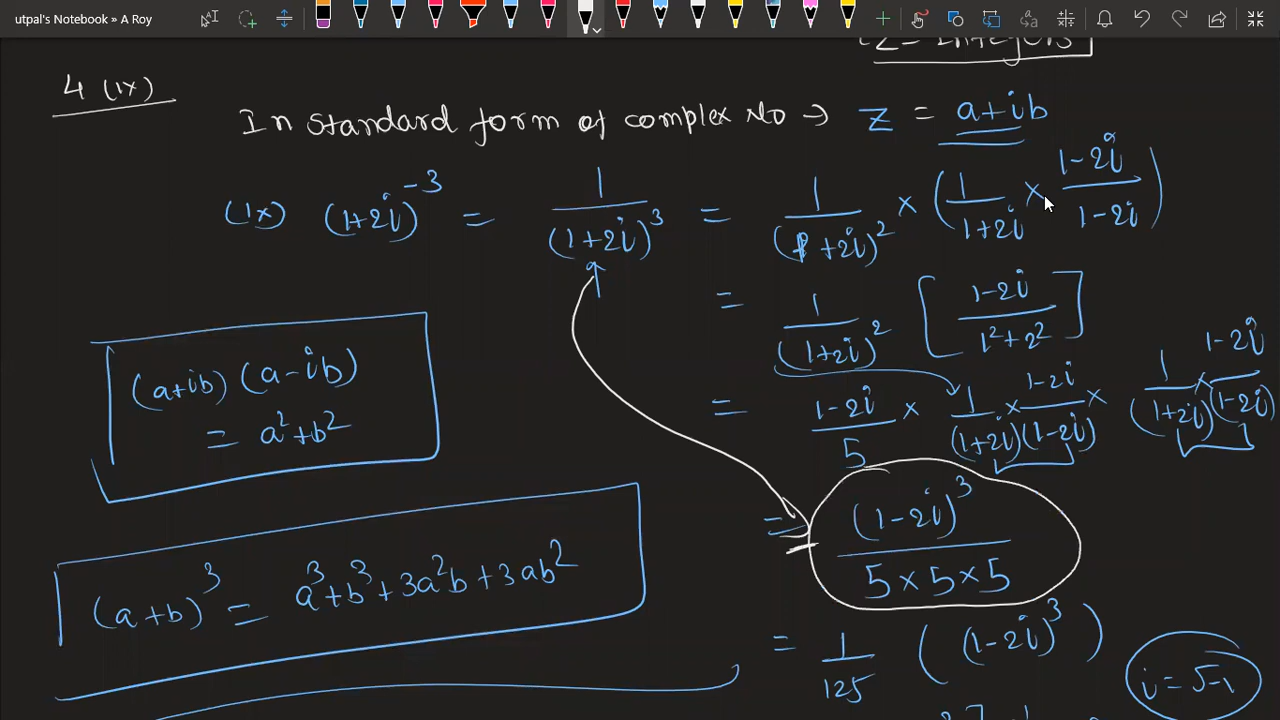 utpal's Notebook » A Roy
Z - Integers
4 (ix)
In standard form of complex No → z = a+ib
(ix) (1+2i)^-3 = 1/(1+2i)^3 = 1/(1+2i)^2 × (1/1+2i × 1-2i/1-2i)
= 1/(1+2i)^2 [1-2i/1^2+2^2]
(a+ib) (a-ib)
= a^2+b^2
= 1-2i/5 × 1/(1+2i) × 1-2i/(1-2i) × 1/(1+2i) × 1-2i/(1-2i)
= (1-2i)^3/5×5×5
(a+b)^3 = a^3+b^3+3a^2b+3ab^2
= 1/125 ((1-2i)^3)
i = √-1